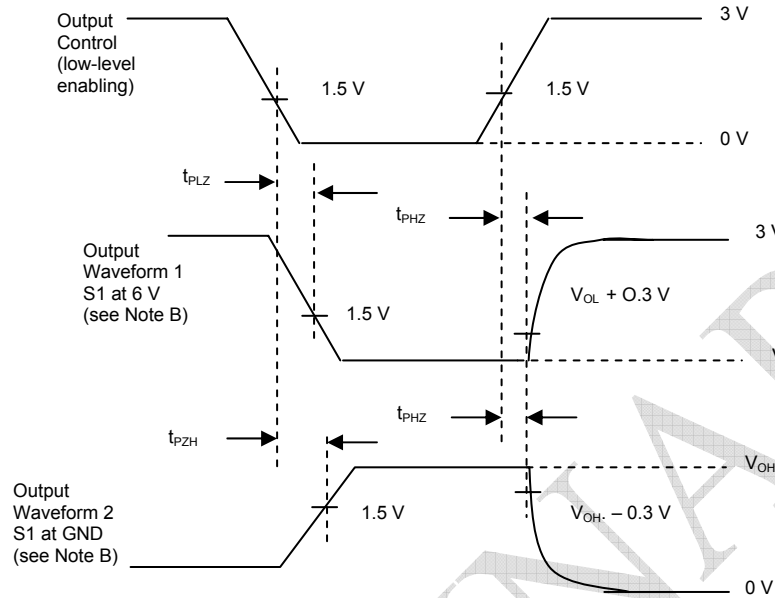 Output
Control
(low-level
enabling)
3 V
1.5 V
1.5 V
0 V
tPLZ
tPHZ
Output
Waveform 1
S1 at 6 V
(see Note B)
3 V
1.5 V
VOL + O.3 V
tPZH
tPHZ
Output
Waveform 2
S1 at GND
(see Note B)
VOH
1.5 V
VOH. – 0.3 V
0 V